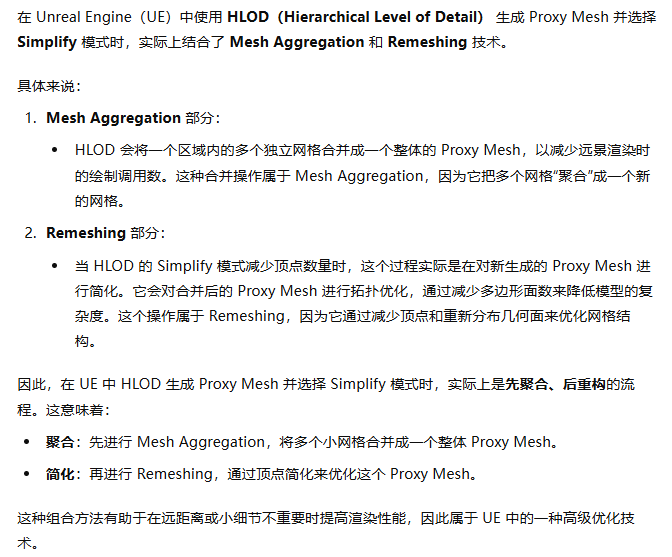 在 Unreal Engine（UE）中使用 HLOD（Hierarchical Level of Detail） 生成 Proxy Mesh 并选择
Simplify 模式时，实际上结合了 Mesh Aggregation 和 Remeshing 技术。
具体来说：
1. Mesh Aggregation 部分：
• HLOD 会将一个区域内的多个独立网格合并成一个整体的 Proxy Mesh，以减少远景渲染时
的绘制调用数。这种合并操作属于 Mesh Aggregation，因为它把多个网格“聚合”成一个新
的网格。
2. Remeshing 部分：
• 当 HLOD 的 Simplify 模式减少顶点数量时，这个过程实际是在对新生成的 Proxy Mesh 进
行简化。它会对合并后的 Proxy Mesh 进行拓扑优化，通过减少多边形面数来降低模型的复
杂度。这个操作属于 Remeshing，因为它通过减少顶点和重新分布几何面来优化网格结
构。
因此，在 UE 中 HLOD 生成 Proxy Mesh 并选择 Simplify 模式时，实际上是先聚合、后重构的流
程。这意味着：
• 聚合：先进行 Mesh Aggregation，将多个小网格合并成一个整体 Proxy Mesh。
• 简化：再进行 Remeshing，通过顶点简化来优化这个 Proxy Mesh。
这种组合方法有助于在远距离或小细节不重要时提高渲染性能，因此属于 UE 中的一种高级优化技
术。